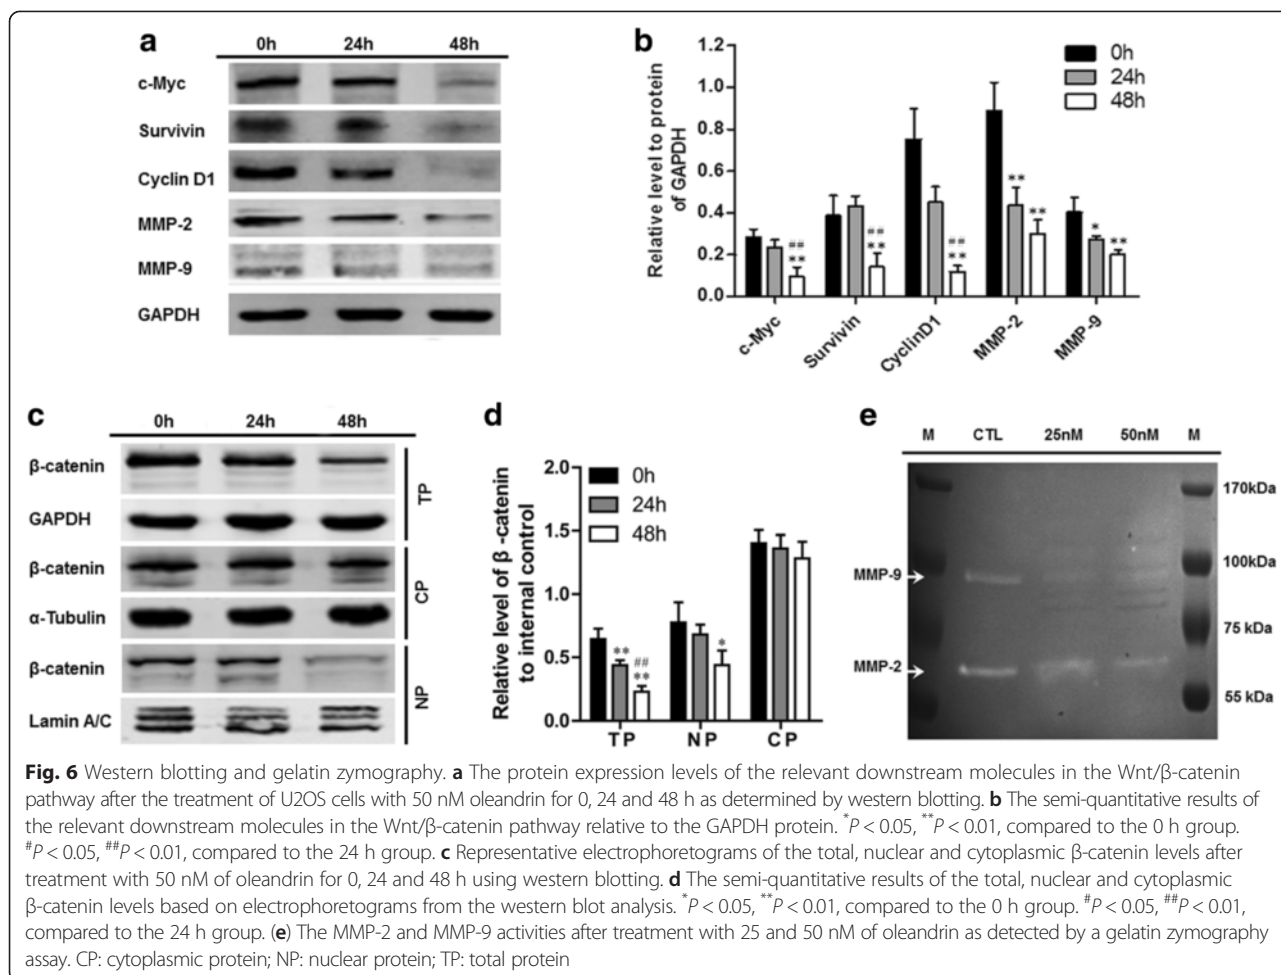 a
0h 24h 48h
c-Myc
Survivin
Cyclin D1
MMP-2
MMP-9
GAPDH
b
Relative level to protein
of GAPDH
1.2
1.0
0.8
0.6
0.4
0.2
0.0
0h
24h
48h
**
**
**
*
**
##
**
##
**
##
**
c-Myc
Survivin
CyclinD1
MMP-2
MMP-9
c
0h 24h 48h
β-catenin
GAPDH
TP
β-catenin
α-Tubulin
CP
β-catenin
Lamin A/C
NP
d
Relative level of β -catenin
to internal control
2.0
1.5
1.0
0.5
0.0
0h
24h
48h
**
##
**
*
TP NP CP
e
M CTL 25nM 50nM M
MMP-9
MMP-2
170kDa
100kDa
75 kDa
55 kDa
Fig. 6 Western blotting and gelatin zymography. a The protein expression levels of the relevant downstream molecules in the Wnt/β-catenin
pathway after the treatment of U2OS cells with 50 nM oleandrin for 0, 24 and 48 h as determined by western blotting. b The semi-quantitative results of
the relevant downstream molecules in the Wnt/β-catenin pathway relative to the GAPDH protein. *P < 0.05, **P < 0.01, compared to the 0 h group.
#P < 0.05, ##P < 0.01, compared to the 24 h group. c Representative electrophoretograms of the total, nuclear and cytoplasmic β-catenin levels after
treatment with 50 nM of oleandrin for 0, 24 and 48 h using western blotting. d The semi-quantitative results of the total, nuclear and cytoplasmic
β-catenin levels based on electrophoretograms from the western blot analysis. *P < 0.05, **P < 0.01, compared to the 0 h group. #P < 0.05, ##P < 0.01,
compared to the 24 h group. (e) The MMP-2 and MMP-9 activities after treatment with 25 and 50 nM of oleandrin as detected by a gelatin zymography
assay. CP: cytoplasmic protein; NP: nuclear protein; TP: total protein